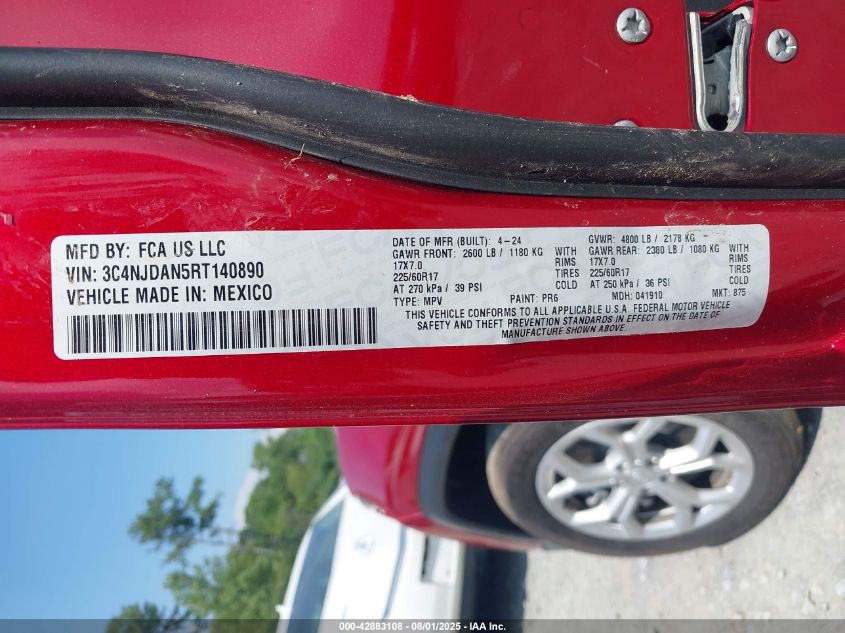 MFD BY: FCA US LLC
VIN: 3C4NJDAN5RT140890
VEHICLE MADE IN: MEXICO
DATE OF MFR (BUILT): 4-24
GVWR: 4800 LB / 2178 KG
GAWR FRONT: 2600 LB / 1180 KG WITH
GAWR REAR: 2380 LB / 1080 KG WITH
17X7.0 RIMS
17X7.0 RIMS
225/60R17
225/60R17
AT 270 kPa / 39 PSI COLD
AT 250 kPa / 36 PSI COLD
TYPE: MPV PAINT: PR6 MDH: 041910 MKT: 875
THIS VEHICLE CONFORMS TO ALL APPLICABLE U.S.A. FEDERAL MOTOR VEHICLE
SAFETY AND THEFT PREVENTION STANDARDS IN EFFECT ON THE DATE OF
MANUFACTURE SHOWN ABOVE.
000-42883108 - 08/01/2025 - IAA, Inc.